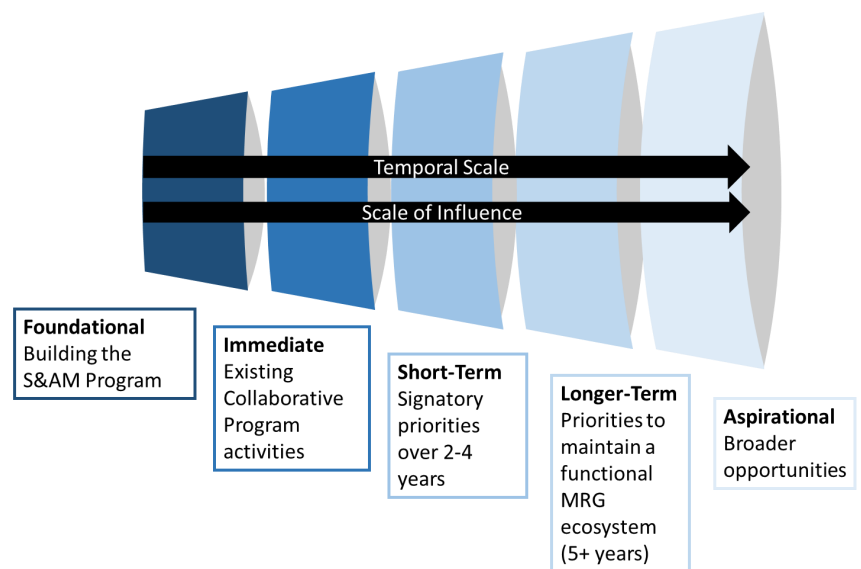 Temporal Scale
Scale of Influence
Foundational
Building the
S&AM Program
Immediate
Existing
Collaborative
Program
activities
Short-Term
Signatory
priorities
over 2-4
years
Longer-Term
Priorities to
maintain a
functional
MRG
ecosystem
(5+ years)
Aspirational
Broader
opportunities